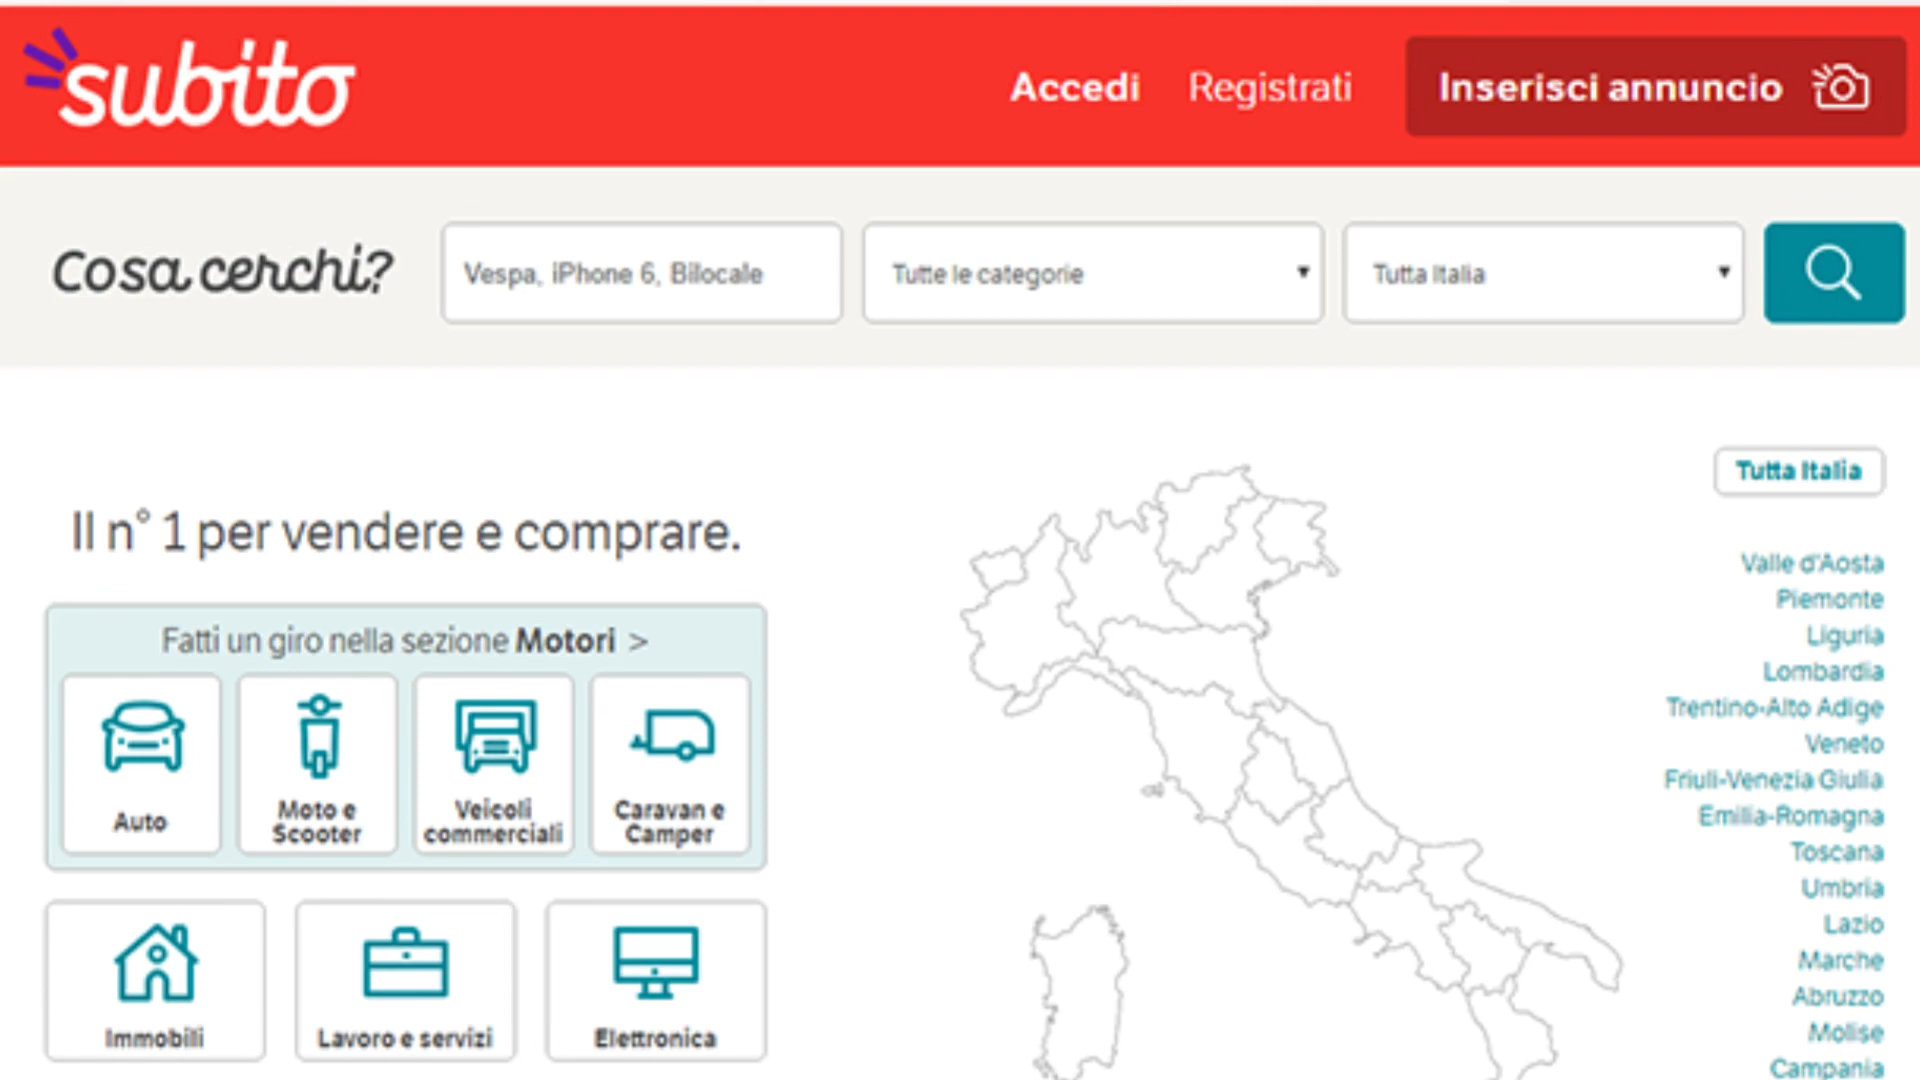 subito
Accedi Registrati Inserisci annuncio
Cosa cerchi? Vespa, iPhone 6, Bilocale Tutte le categorie Tutta Italia
Tutta Italia
Il n° 1 per vendere e comprare.
Fatti un giro nella sezione Motori >
Auto
Moto e
Scooter
Veicoli
commerciali
Caravan e
Camper
Immobili
Lavoro e servizi
Elettronica
Valle d'Aosta
Piemonte
Liguria
Lombardia
Trentino-Alto Adige
Veneto
Friuli-Venezia Giulia
Emilia-Romagna
Toscana
Umbria
Lazio
Marche
Abruzzo
Molise
Campania